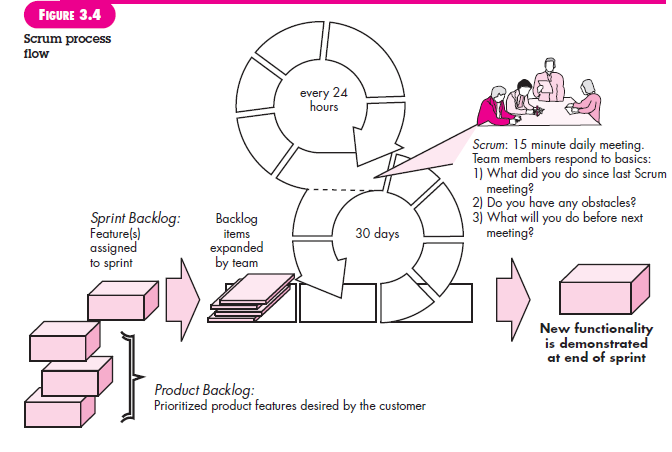 FIGURE 3.4
Scrum process
flow
every 24
hours
Scrum: 15 minute daily meeting.
Team members respond to basics:
1) What did you do since last Scrum
meeting?
2) Do you have any obstacles?
3) What will you do before next
meeting?
Sprint Backlog:
Feature(s)
assigned
to sprint
Backlog
items
expanded
by team
30 days
New functionality
is demonstrated
at end of sprint
Product Backlog:
Prioritized product features desired by the customer